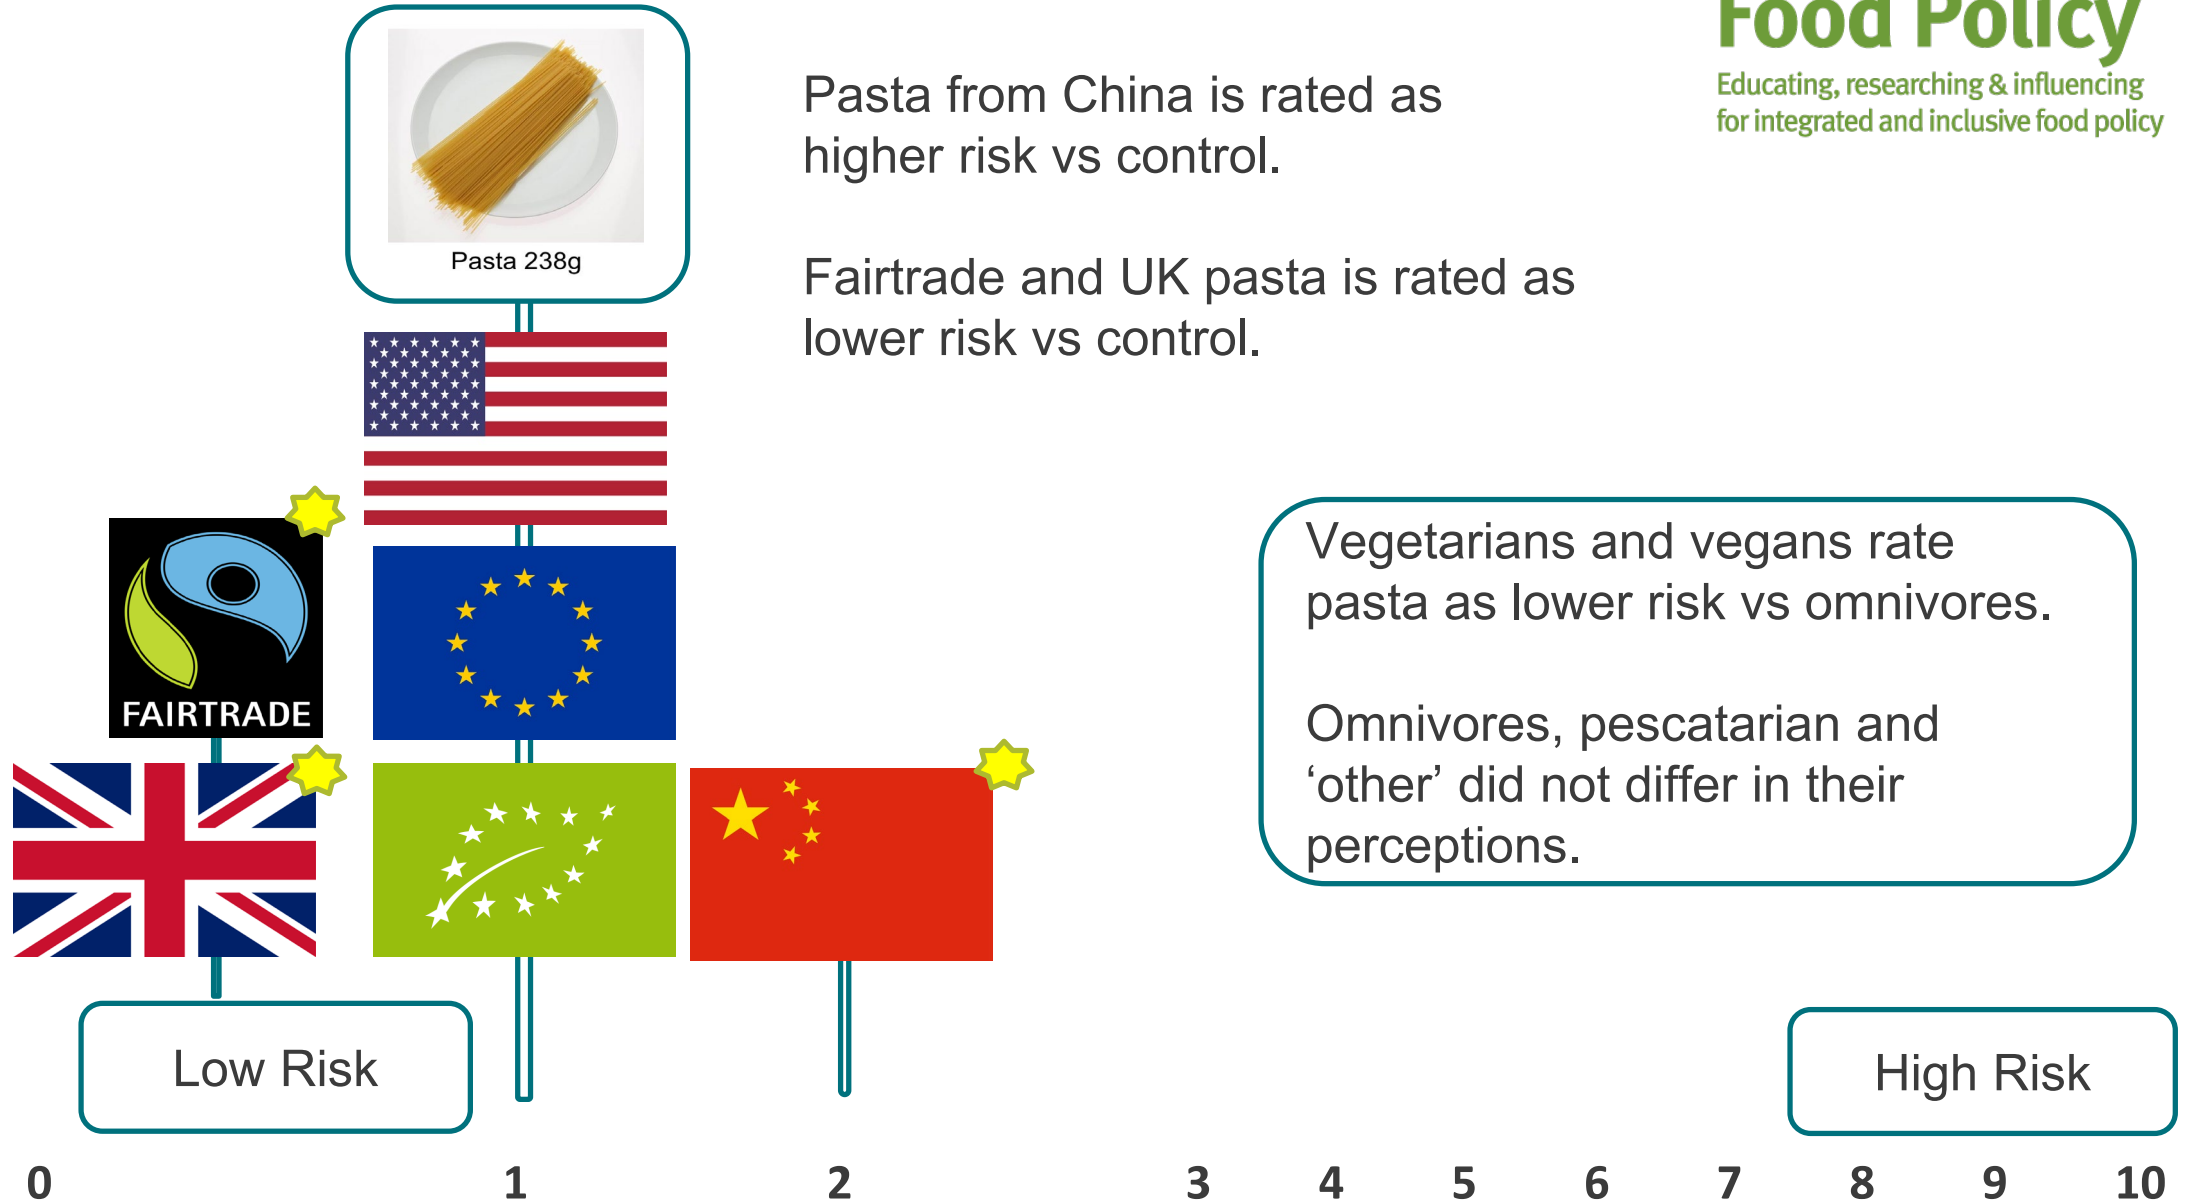 Food Policy
Educating, researching & influencing
for integrated and inclusive food policy
Pasta 238g
Pasta from China is rated as
higher risk vs control.
Fairtrade and UK pasta is rated as
lower risk vs control.
FAIRTRADE
Vegetarians and vegans rate
pasta as lower risk vs omnivores.
Omnivores, pescatarian and
‘other’ did not differ in their
perceptions.
Low Risk
High Risk
0 1 2 3 4 5 6 7 8 9 10